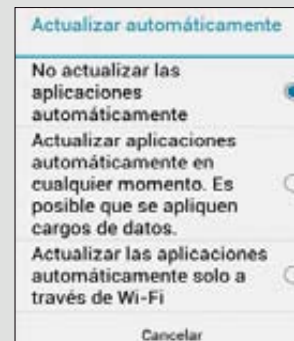 Actualizar automáticamente
No actualizar las
aplicaciones
automáticamente
Actualizar aplicaciones
automáticamente en
cualquier momento. Es
posible que se apliquen
cargos de datos.
Actualizar las aplicaciones
automáticamente solo a
través de Wi-Fi
Cancelar